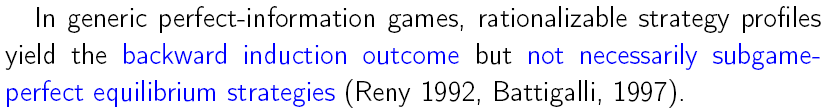 In generic perfect-information games, rationalizable strategy profiles
yield the backward induction outcome but not necessarily subgame-
perfect equilibrium strategies (Reny 1992, Battigalli, 1997).